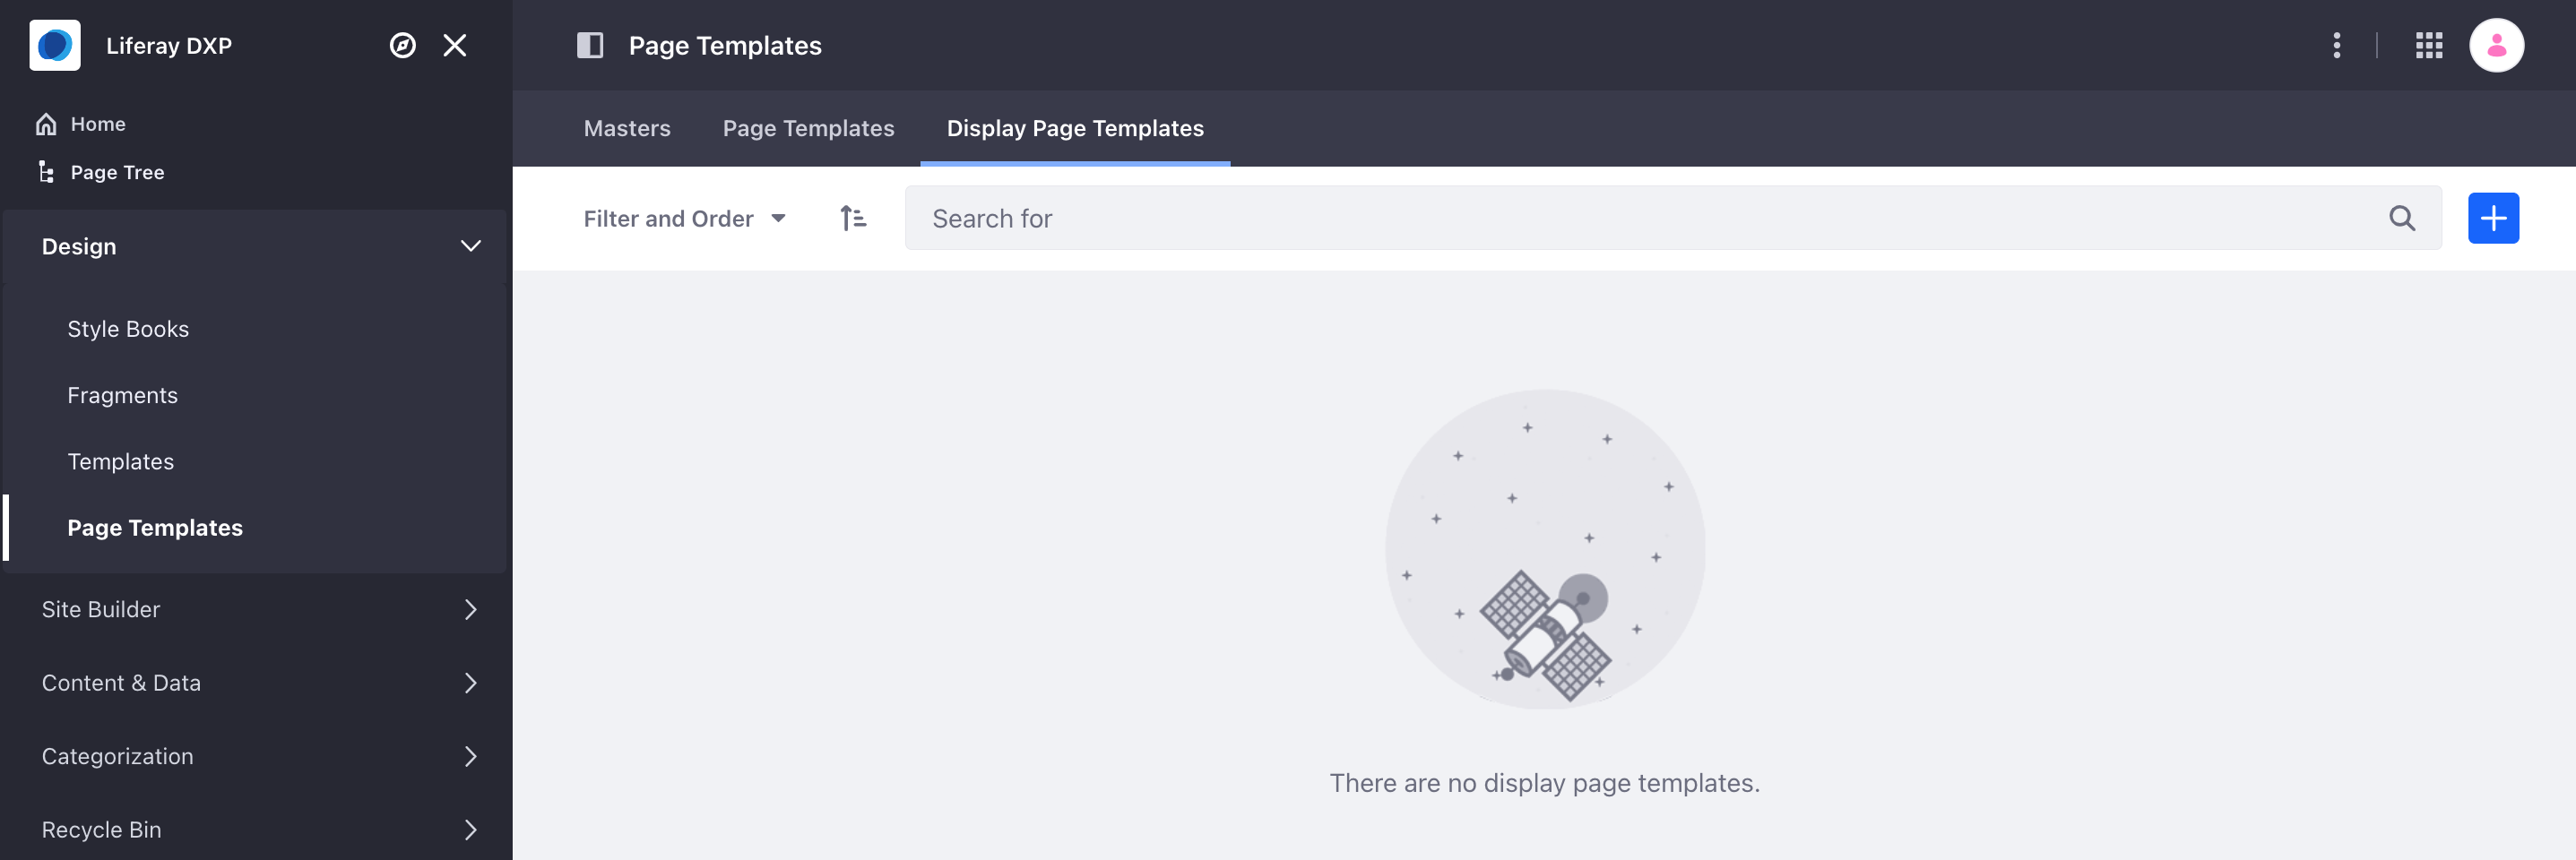 Liferay DXP
Home
Page Tree
Design
Style Books
Fragments
Templates
Page Templates
Site Builder
Content & Data
Categorization
Recycle Bin
Page Templates
Masters
Page Templates
Display Page Templates
Filter and Order
Search for
There are no display page templates.